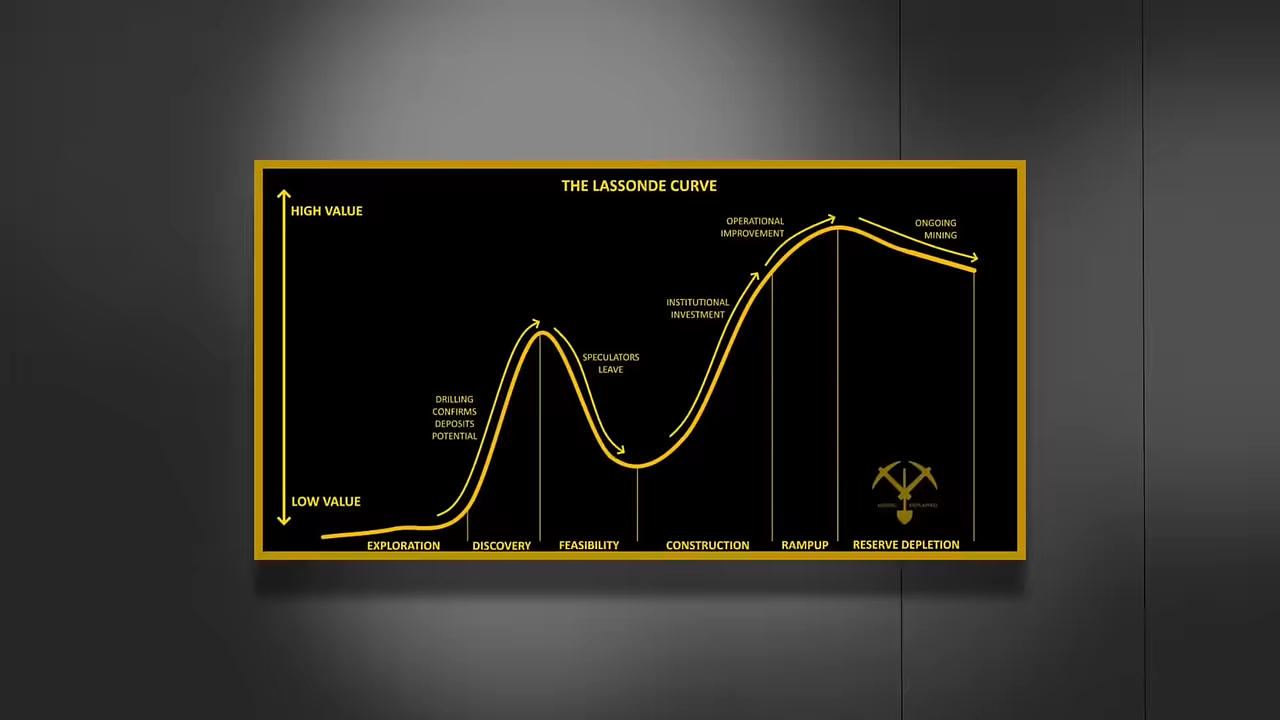 THE LASSONDE CURVE
HIGH VALUE
OPERATIONAL
IMPROVEMENT
ONGOING
MINING
INSTITUTIONAL
INVESTMENT
SPECULATORS
LEAVE
DRILLING
CONFIRMS
DEPOSITS
POTENTIAL
LOW VALUE
EXPLORATION
DISCOVERY
FEASIBILITY
CONSTRUCTION
RAMPUP
RESERVE DEPLETION